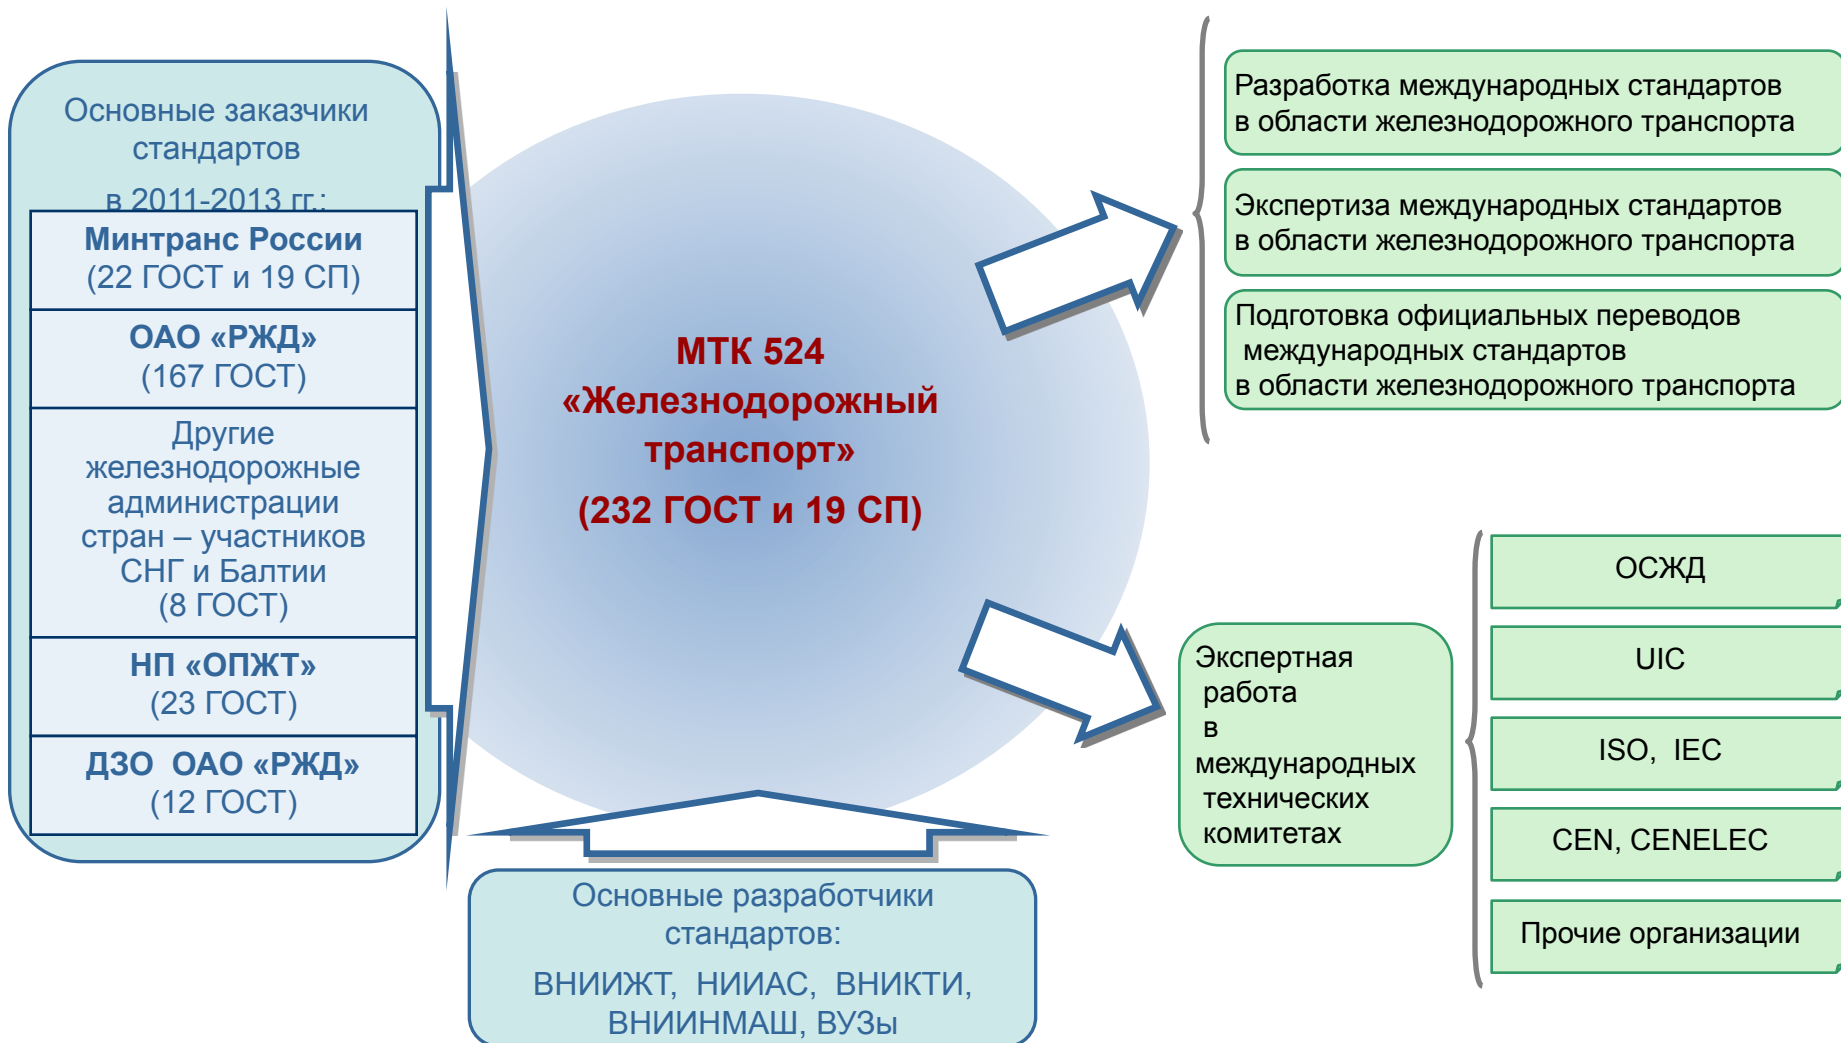 Основные заказчики
стандартов
в 2011-2013 гг.:
Минтранс России
(22 ГОСТ и 19 СП)
ОАО «РЖД»
(167 ГОСТ)
Другие
железнодорожные
администрации
стран – участников
СНГ и Балтии
(8 ГОСТ)
НП «ОПЖТ»
(23 ГОСТ)
ДЗО ОАО «РЖД»
(12 ГОСТ)
МТК 524
«Железнодорожный
транспорт»
(232 ГОСТ и 19 СП)
Основные разработчики
стандартов:
ВНИИЖТ, НИИАС, ВНИКТИ,
ВНИИНМАШ, ВУЗы
Разработка международных стандартов
в области железнодорожного транспорта
Экспертиза международных стандартов
в области железнодорожного транспорта
Подготовка официальных переводов
международных стандартов
в области железнодорожного транспорта
Экспертная
работа
в
международных
технических
комитетах
ОСЖД
UIC
ISO, IEC
CEN, CENELEC
Прочие организации